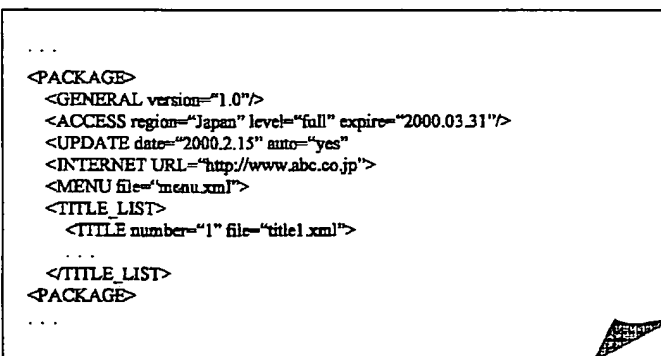 . . .
<PACKAGE>
<GENERAL version="1.0"/>
<ACCESS region="Japan" level="full" expire="2000.03.31"/>
<UPDATE date="2000.2.15" auto="yes"
<INTERNET URL="http://www.abc.co.jp">
<MENU file="menu.xml">
<TITLE_LIST>
<TITLE number="1" file="title1.xml">
. . .
</TITLE_LIST>
<PACKAGE>
. . .